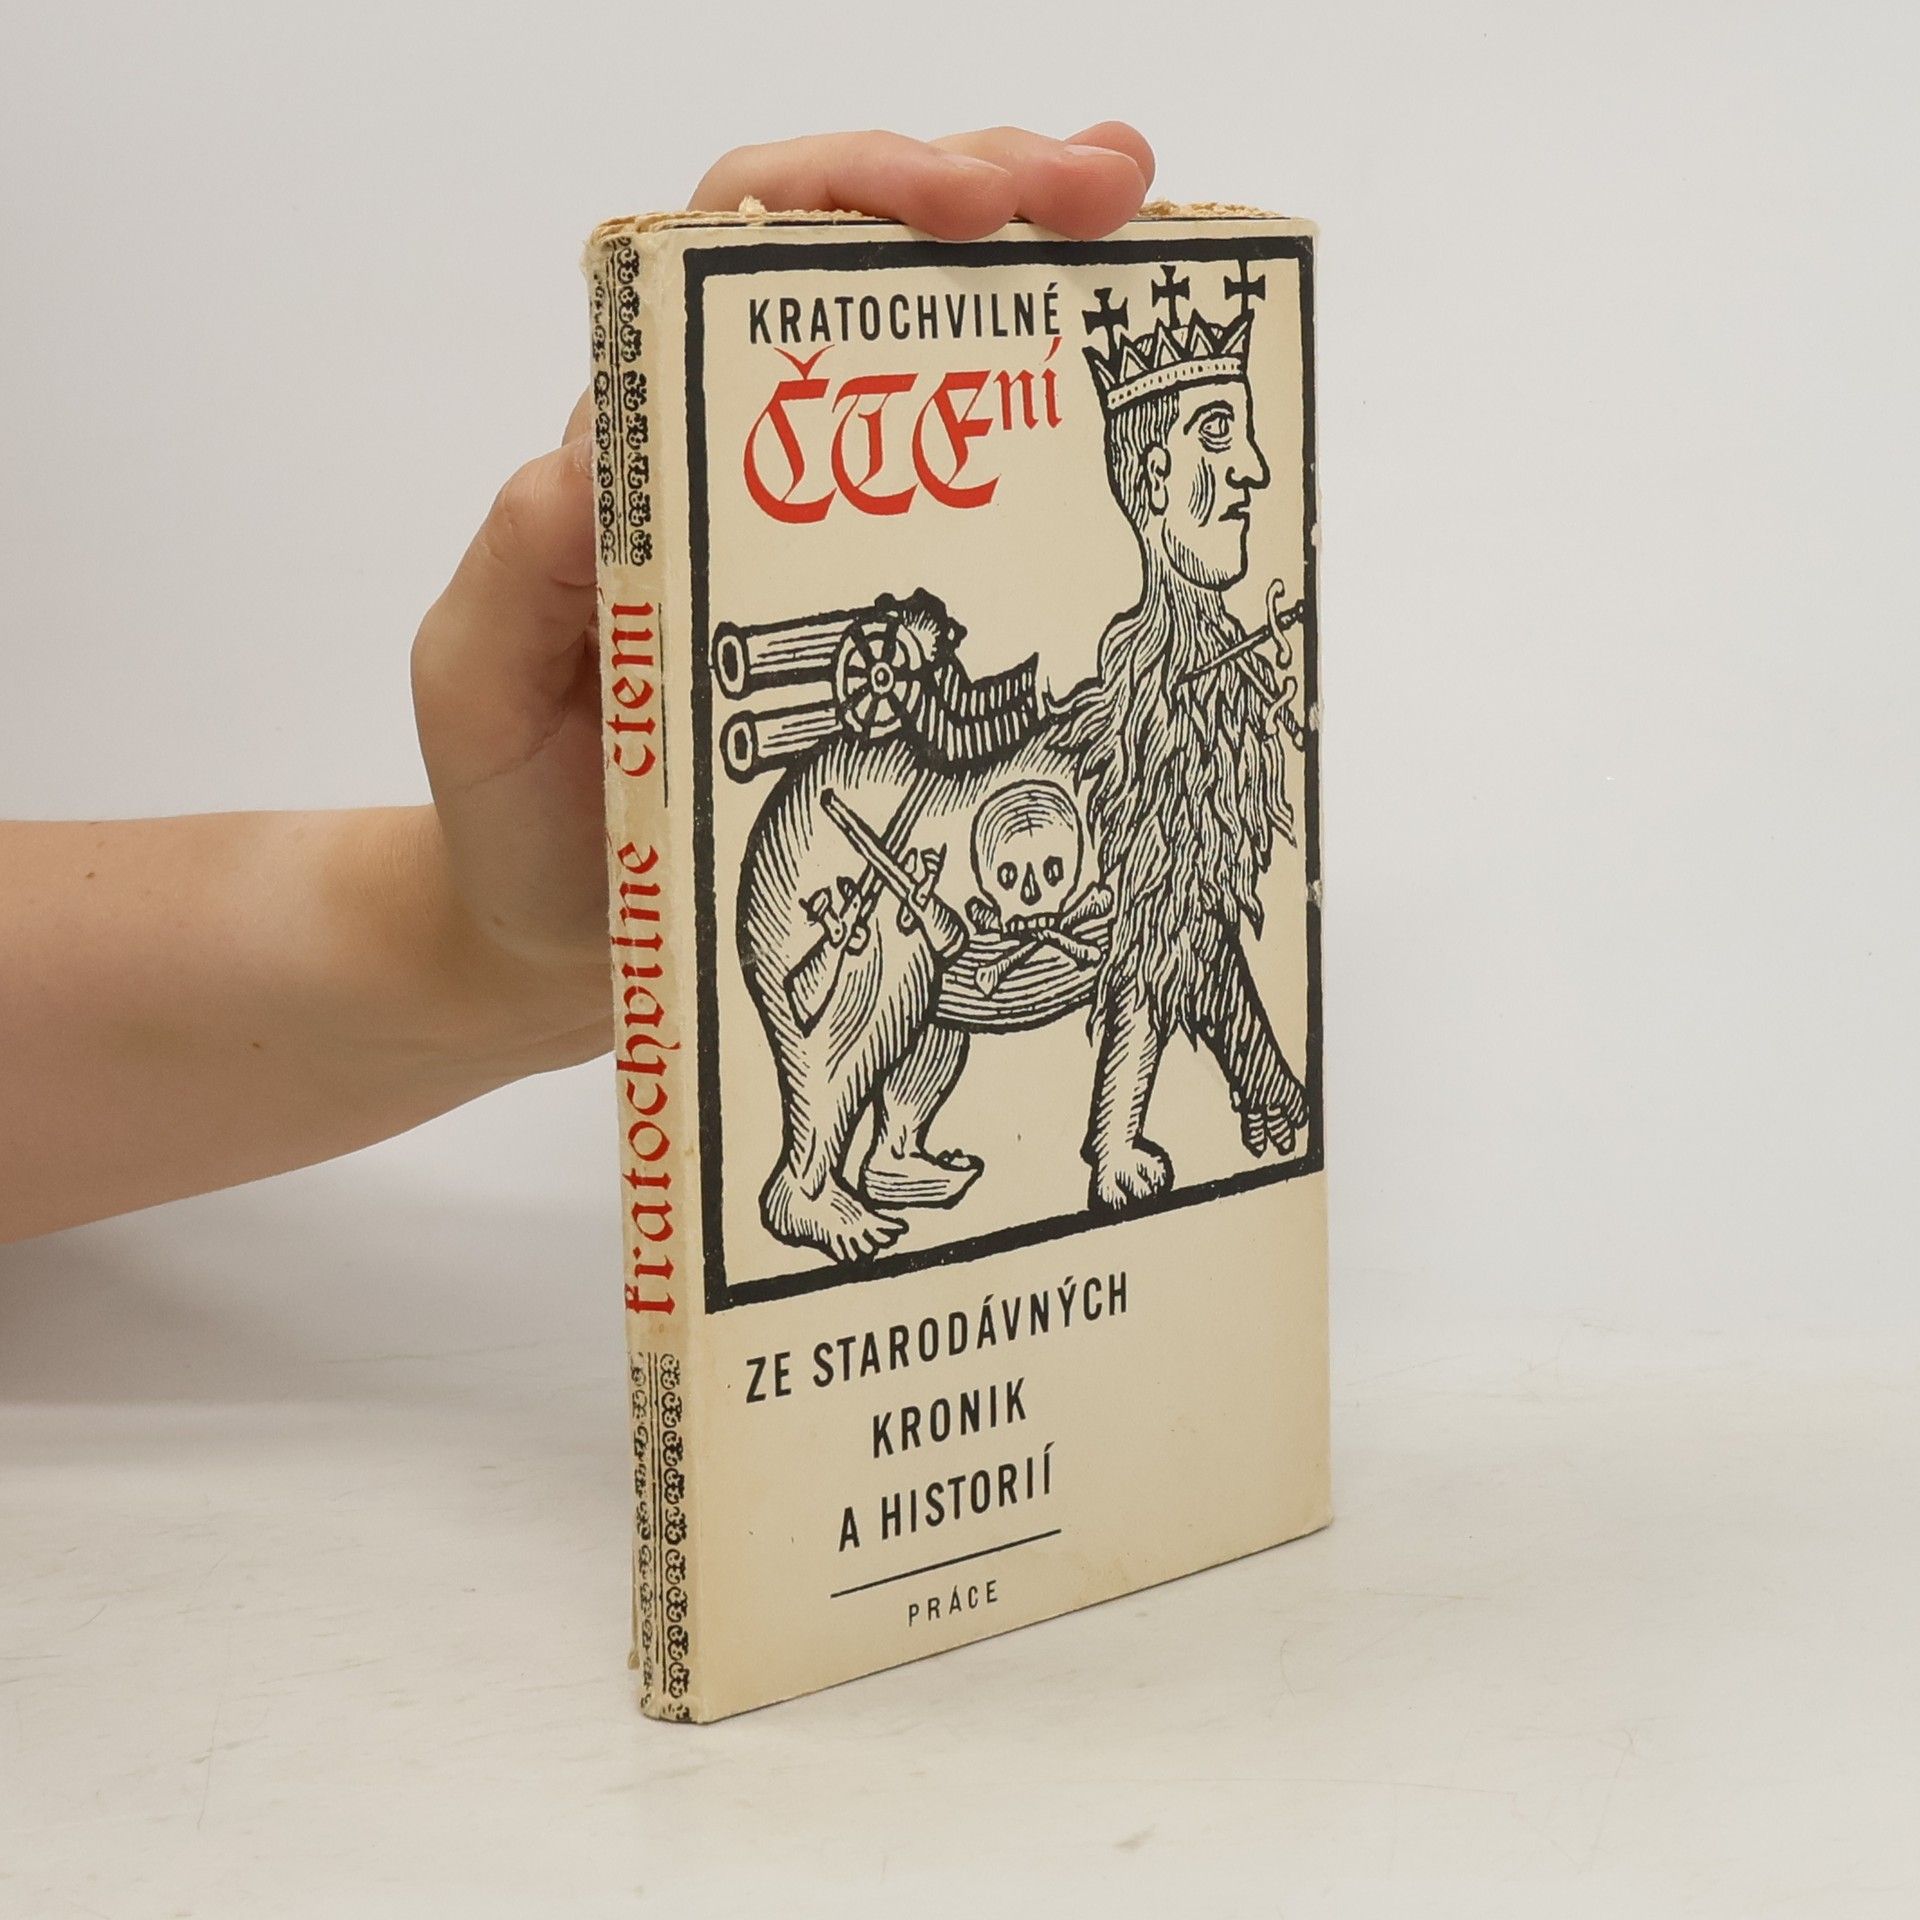 KRATOCHVILNÉ
ČTEní
ZE STARODÁVNÝCH
KRONIK
A HISTORIÍ
PRÁCE
kratochvilné čtení